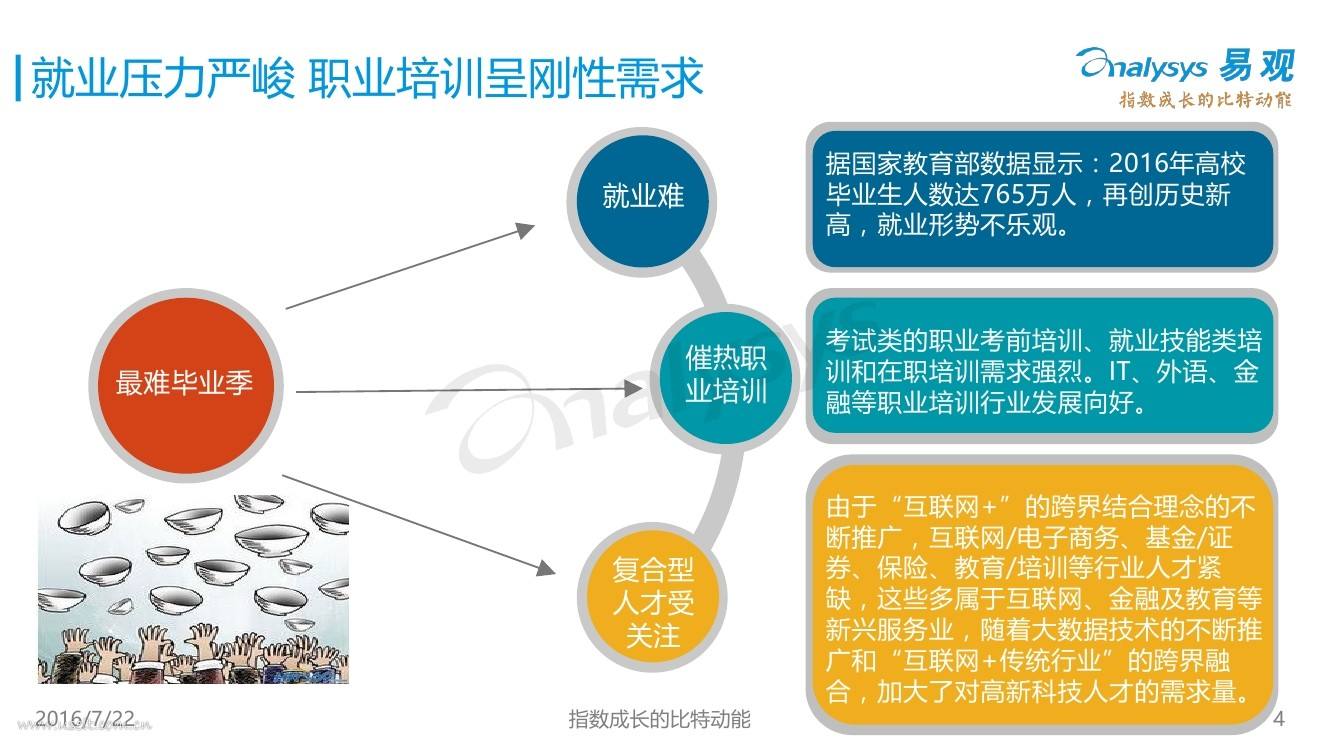 就业压力严峻 职业培训呈刚性需求
analysys 易观
指数成长的比特动能
最难毕业季
就业难
据国家教育部数据显示：2016年高校
毕业生人数达765万人，再创历史新
高，就业形势不乐观。
催热职
业培训
考试类的职业考前培训、就业技能类培
训和在职培训需求强烈。IT、外语、金
融等职业培训行业发展向好。
analysys
复合型
人才受
关注
由于“互联网+”的跨界结合理念的不
断推广，互联网/电子商务、基金/证
券、保险、教育/培训等行业人才紧
缺，这些多属于互联网、金融及教育等
新兴服务业，随着大数据技术的不断推
广和“互联网+传统行业”的跨界融
合，加大了对高新科技人才的需求量。
2016/7/22
指数成长的比特动能
4